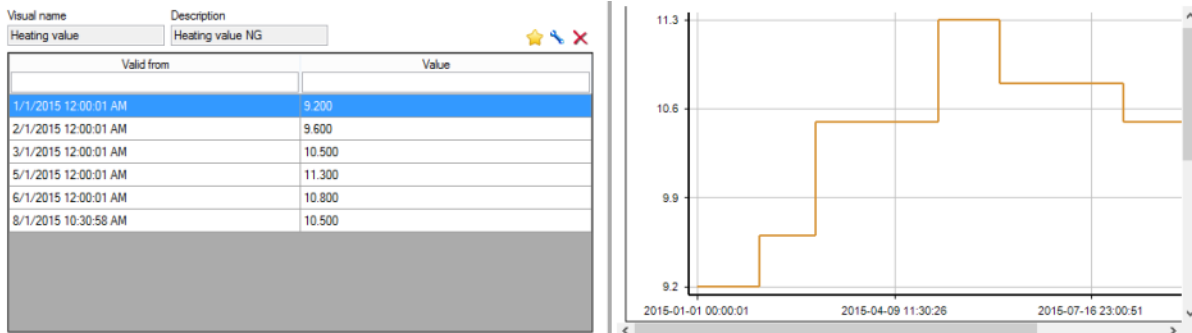 Visual name Description
Heating value Heating value NG
Valid from Value
1/1/2015 12:00:01 AM 9.200
2/1/2015 12:00:01 AM 9.600
3/1/2015 12:00:01 AM 10.500
5/1/2015 12:00:01 AM 11.300
6/1/2015 12:00:01 AM 10.800
8/1/2015 10:30:58 AM 10.500
11.3
10.6
9.9
9.2
2015-01-01 00:00:01 2015-04-09 11:30:26 2015-07-16 23:00:51